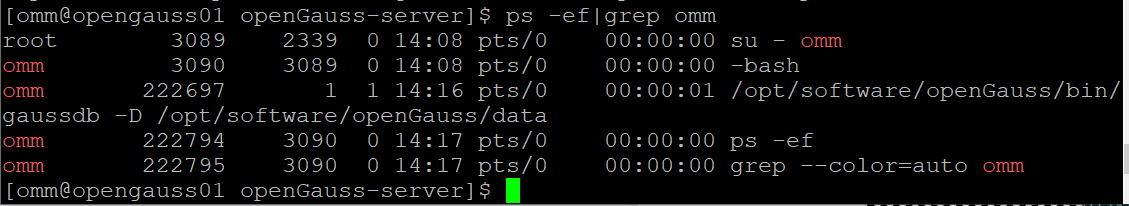 [omm@opengauss01 openGauss-server]$ ps -ef|grep omm
root        3089    2339  0 14:08 pts/0    00:00:00 su - omm
omm         3090    3089  0 14:08 pts/0    00:00:00 -bash
omm       222697       1  1 14:16 pts/0    00:00:01 /opt/software/openGauss/bin/
gaussdb -D /opt/software/openGauss/data
omm       222794    3090  0 14:17 pts/0    00:00:00 ps -ef
omm       222795    3090  0 14:17 pts/0    00:00:00 grep --color=auto omm
[omm@opengauss01 openGauss-server]$